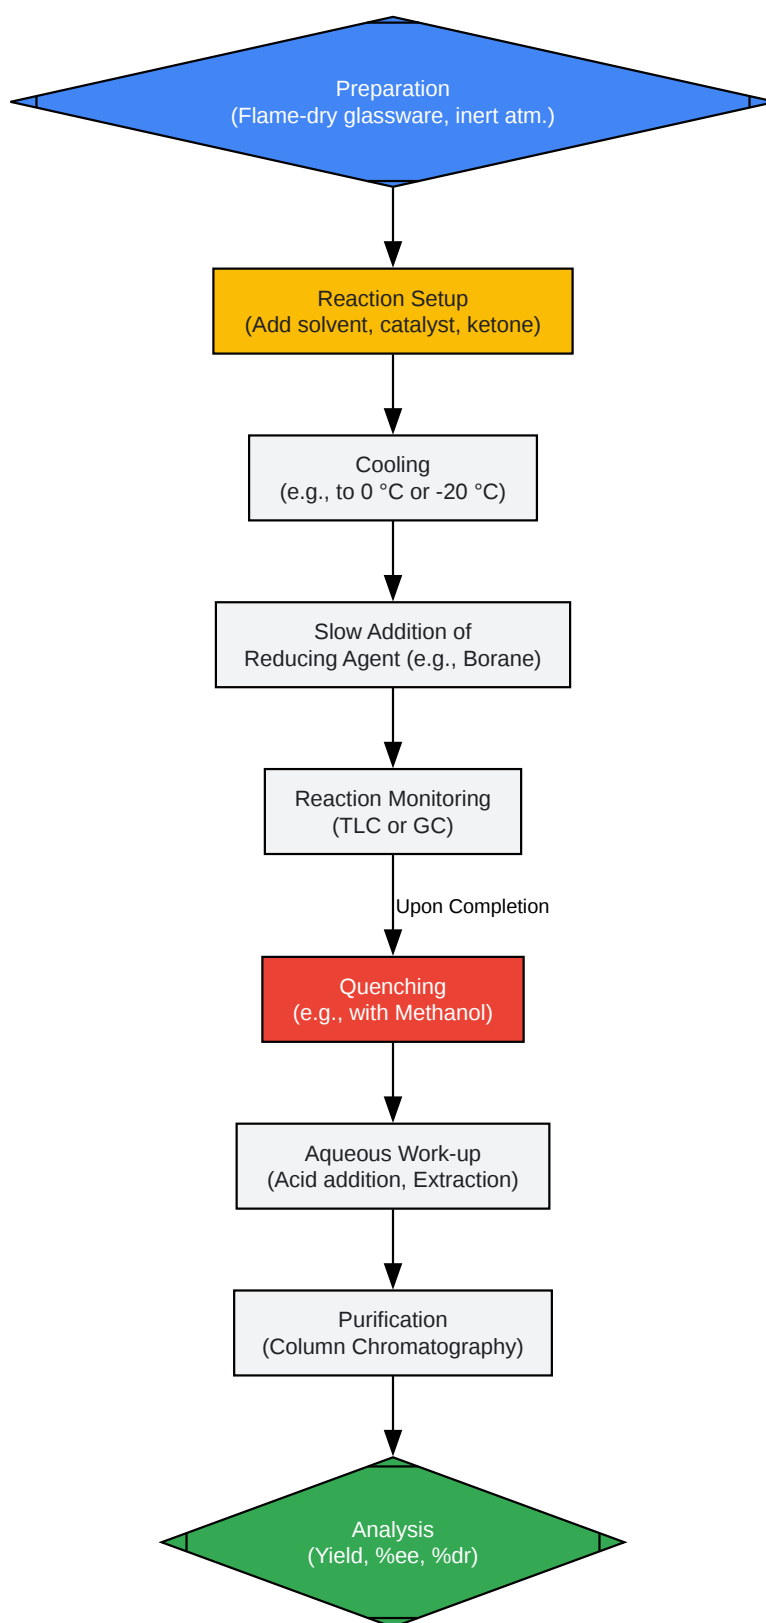 Preparation
(Flame-dry glassware, inert atm.)
Reaction Setup
(Add solvent, catalyst, ketone)
Cooling
(e.g., to 0 °C or -20 °C)
Slow Addition of
Reducing Agent (e.g., Borane)
Reaction Monitoring
(TLC or GC)
Upon Completion
Quenching
(e.g., with Methanol)
Aqueous Work-up
(Acid addition, Extraction)
Purification
(Column Chromatography)
Analysis
(Yield, %ee, %dr)